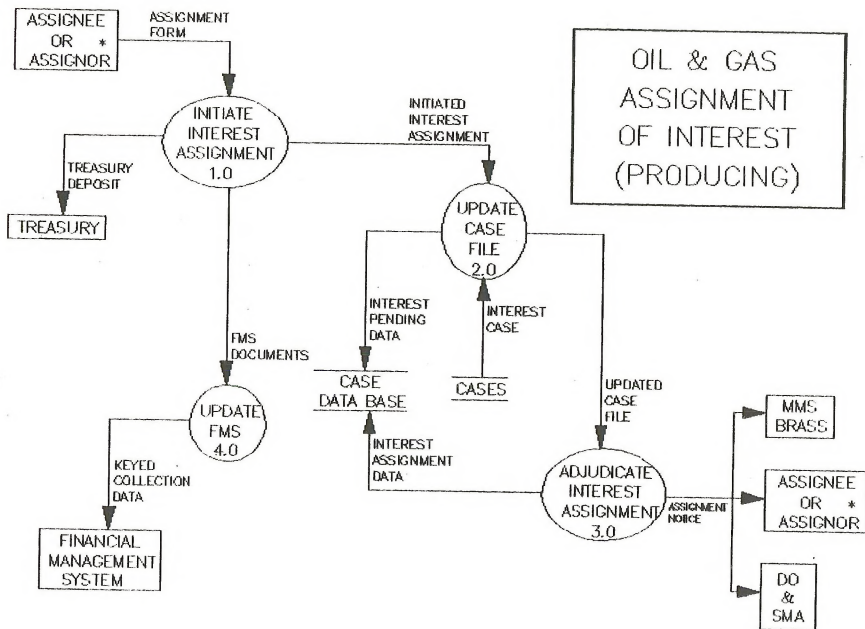 ASSIGNEE
OR *
ASSIGNOR
ASSIGNMENT
FORM
OIL & GAS
ASSIGNMENT
OF INTEREST
(PRODUCING)
INITIATE
INTEREST
ASSIGNMENT
1.0
INITIATED
INTEREST
ASSIGNMENT
TREASURY
DEPOSIT
TREASURY
UPDATE
CASE
FILE
2.0
INTEREST
PENDING
DATA
INTEREST
CASE
FMS
DOCUMENTS
CASE
DATA BASE
CASES
UPDATED
CASE
FILE
UPDATE
FMS
4.0
MMS
BRASS
KEYED
COLLECTION
DATA
INTEREST
ASSIGNMENT
DATA
ADJUDICATE
INTEREST
ASSIGNMENT
3.0
ASSIGNMENT
NOTICE
ASSIGNEE
OR *
ASSIGNOR
FINANCIAL
MANAGEMENT
SYSTEM
DO
&
SMA